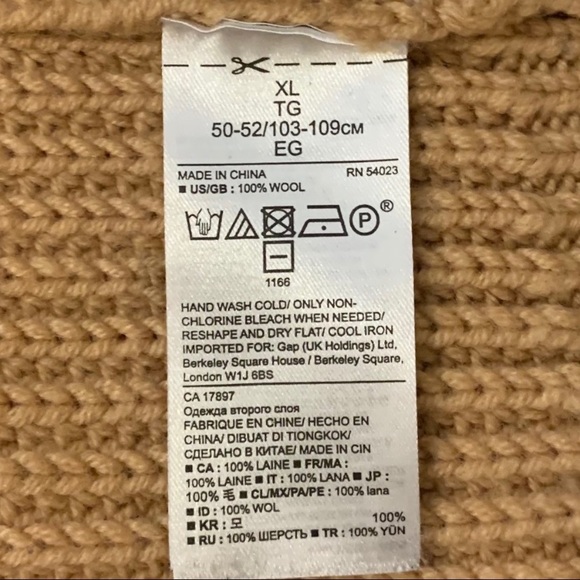 XL
TG
50-52/103-109CM
EG
MADE IN CHINA RN 54023
■ US/GB : 100% WOOL
P ®
1166
HAND WASH COLD/ ONLY NON-
CHLORINE BLEACH WHEN NEEDED/
RESHAPE AND DRY FLAT/ COOL IRON
IMPORTED FOR: Gap (UK Holdings) Ltd,
Berkeley Square House / Berkeley Square,
London W1J 6BS
CA 17897
Одежда второго слоя
FABRIQUE EN CHINE/ HECHO EN
CHINA/ DIBUAT DI TIONGKOK/
СДЕЛАНО В КИТАЕ/ MADE IN CIN
■ CA : 100% LAINE ■ FR/MA :
100% LAINE ■ IT : 100% LANA ■ JP :
100% 毛 ■ CL/MX/PA/PE : 100% lana
■ ID : 100% WOL
■ KR : 모 100%
■ RU : 100% ШЕРСТЬ ■ TR : 100% YÜN